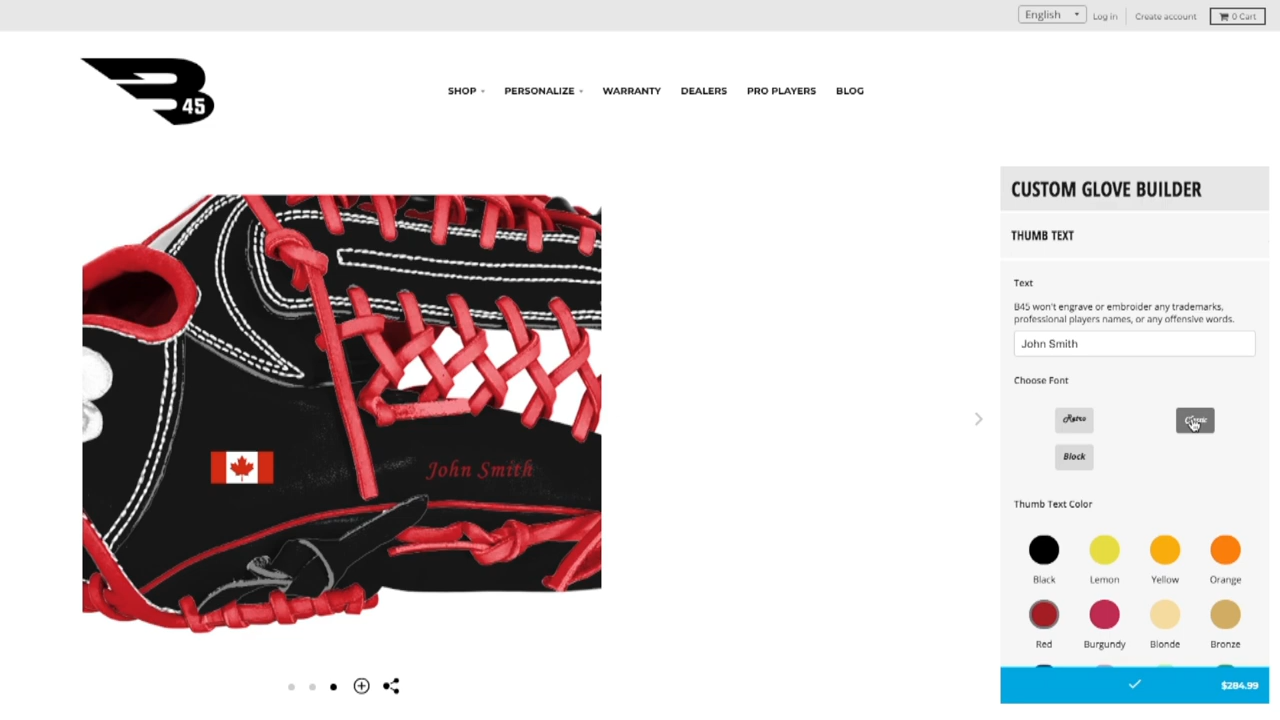 English
Log in
Create account
0 Cart
45
SHOP
PERSONALIZE
WARRANTY
DEALERS
PRO PLAYERS
BLOG
CUSTOM GLOVE BUILDER
THUMB TEXT
Text
B45 won't engrave or embroider any trademarks,
professional players names, or any offensive words.
John Smith
Choose Font
Retro
Classic
Block
John Smith
Thumb Text Color
Black
Lemon
Yellow
Orange
Red
Burgundy
Blonde
Bronze
$284.99